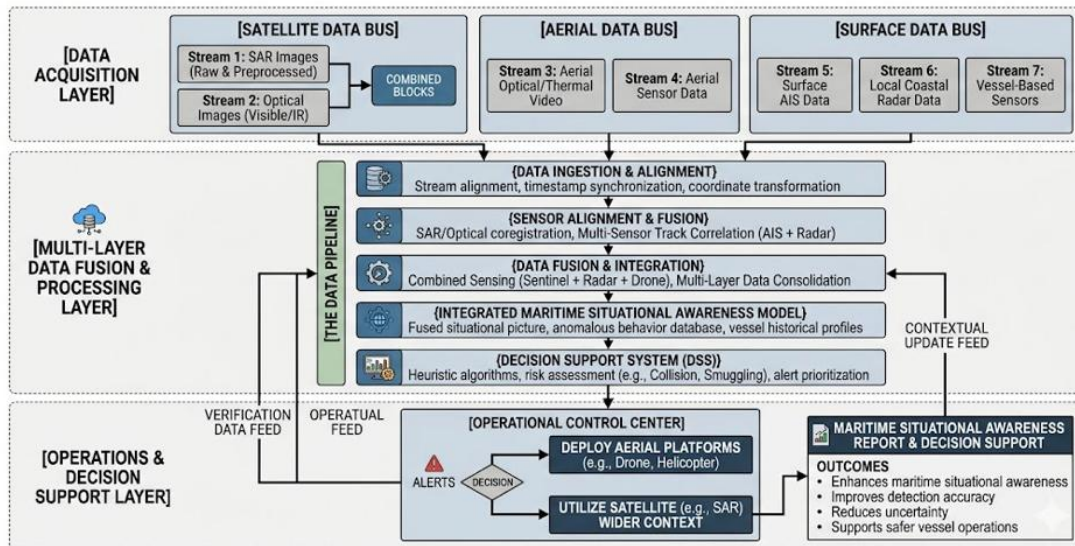 [DATA
ACQUISITION
LAYER]
[SATELLITE DATA BUS]
Stream 1: SAR Images
(Raw & Preprocessed)
Stream 2: Optical
Images (Visible/IR)
COMBINED
BLOCKS
[AERIAL DATA BUS]
Stream 3: Aerial
Optical/Thermal
Video
Stream 4: Aerial
Sensor Data
[SURFACE DATA BUS]
Stream 5:
Surface
AIS Data
Stream 6:
Local Coastal
Radar Data
Stream 7:
Vessel-Based
Sensors
[MULTI-LAYER
DATA FUSION &
PROCESSING
LAYER]
[THE DATA PIPELINE]
{DATA INGESTION & ALIGNMENT}
Stream alignment, timestamp synchronization, coordinate transformation
{SENSOR ALIGNMENT & FUSION}
SAR/Optical coregistration, Multi-Sensor Track Correlation (AIS + Radar)
{DATA FUSION & INTEGRATION}
Combined Sensing (Sentinel + Radar + Drone), Multi-Layer Data Consolidation
{INTEGRATED MARITIME SITUATIONAL AWARENESS MODEL}
Fused situational picture, anomalous behavior database, vessel historical profiles
{DECISION SUPPORT SYSTEM (DSS)}
Heuristic algorithms, risk assessment (e.g., Collision, Smuggling), alert prioritization
CONTEXTUAL
UPDATE FEED
VERIFICATION
DATA FEED
OPERATUAL
FEED
[OPERATIONS &
DECISION
SUPPORT LAYER]
[OPERATIONAL CONTROL CENTER]
ALERTS
DECISION
DEPLOY AERIAL PLATFORMS
(e.g., Drone, Helicopter)
UTILIZE SATELLITE (e.g., SAR)
WIDER CONTEXT
MARITIME SITUATIONAL AWARENESS
REPORT & DECISION SUPPORT
OUTCOMES
• Enhances maritime situational awareness
• Improves detection accuracy
• Reduces uncertainty
• Supports safer vessel operations